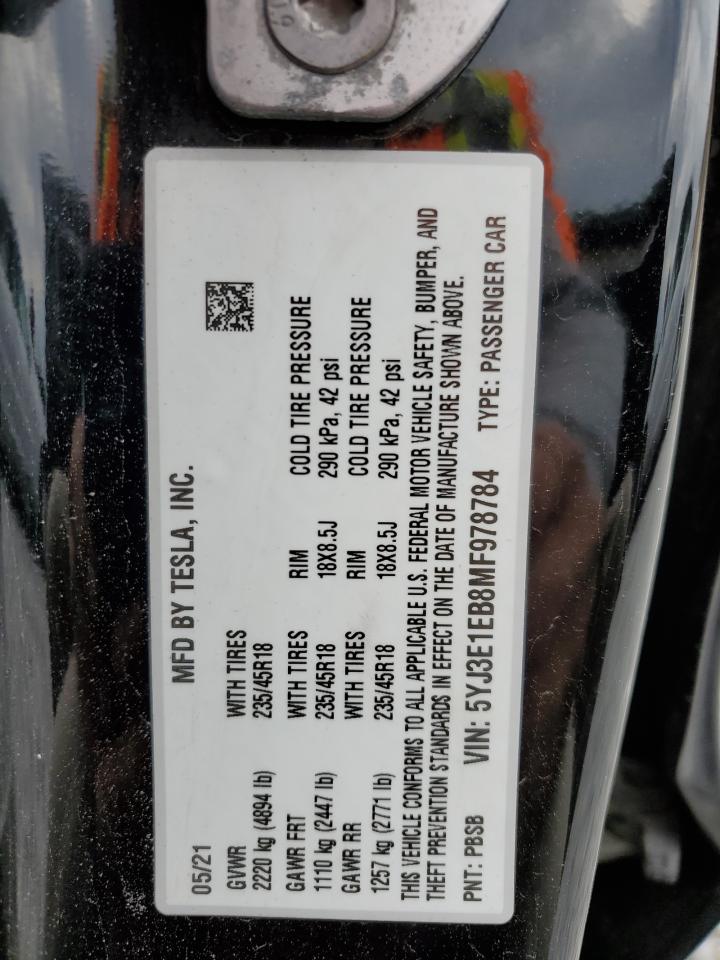 MFD BY TESLA, INC.
05/21
GVWR WITH TIRES
2220 kg (4894 lb) 235/45R18
GAWR FRT WITH TIRES RIM COLD TIRE PRESSURE
1110 kg (2447 lb) 235/45R18 18X8.5J 290 kPa, 42 psi
GAWR RR WITH TIRES RIM COLD TIRE PRESSURE
1257 kg (2771 lb) 235/45R18 18X8.5J 290 kPa, 42 psi
THIS VEHICLE CONFORMS TO ALL APPLICABLE U.S. FEDERAL MOTOR VEHICLE SAFETY, BUMPER, AND
THEFT PREVENTION STANDARDS IN EFFECT ON THE DATE OF MANUFACTURE SHOWN ABOVE.
PNT: PBSB VIN: 5YJ3E1EB8MF978784 TYPE: PASSENGER CAR